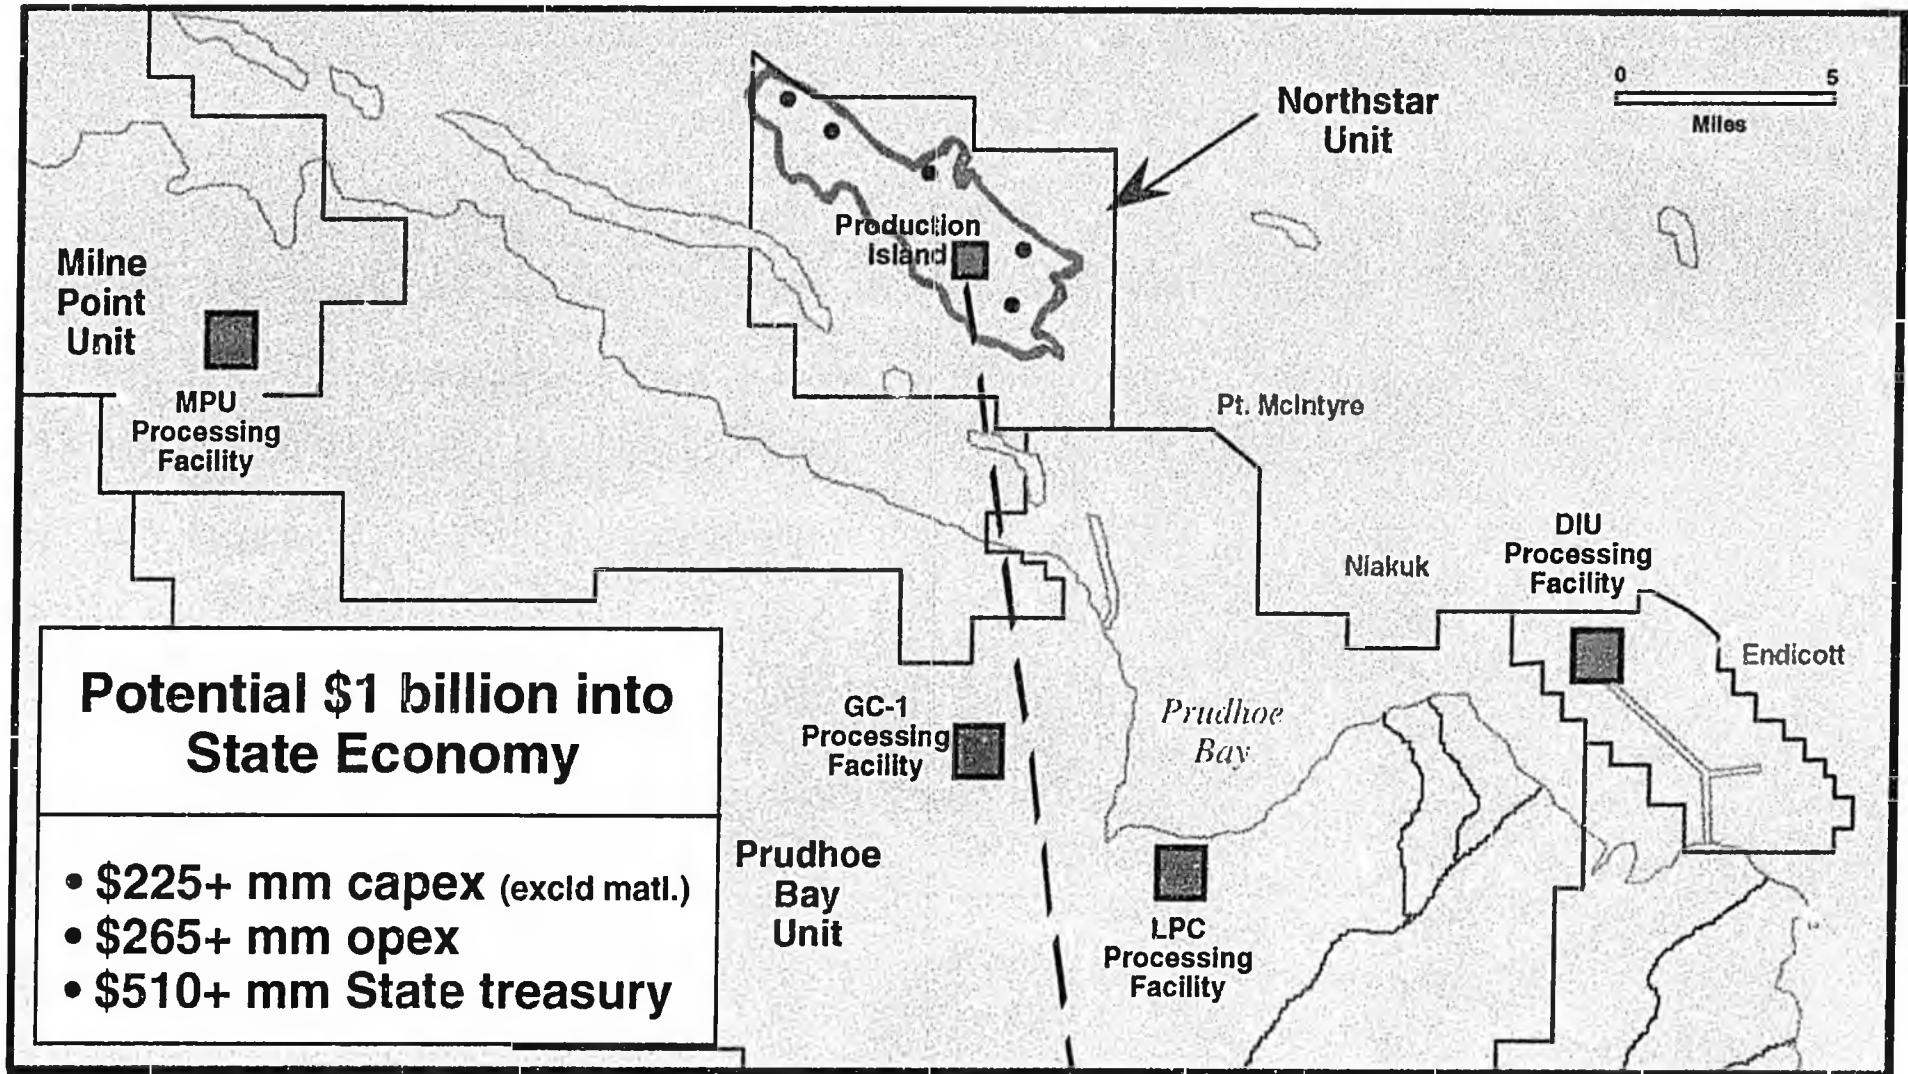 0 5
Miles
Northstar
Unit
Production
Island
Milne
Point
Unit
MPU
Processing
Facility
Pt. McIntyre
DIU
Processing
Facility
Niakuk
Endicott
Potential $1 billion into
State Economy
• $225+ mm capex (excld matl.)
• $265+ mm opex
• $510+ mm State treasury
GC-1
Processing
Facility
Prudhoe
Bay
Prudhoe
Bay
Unit
LPC
Processing
Facility